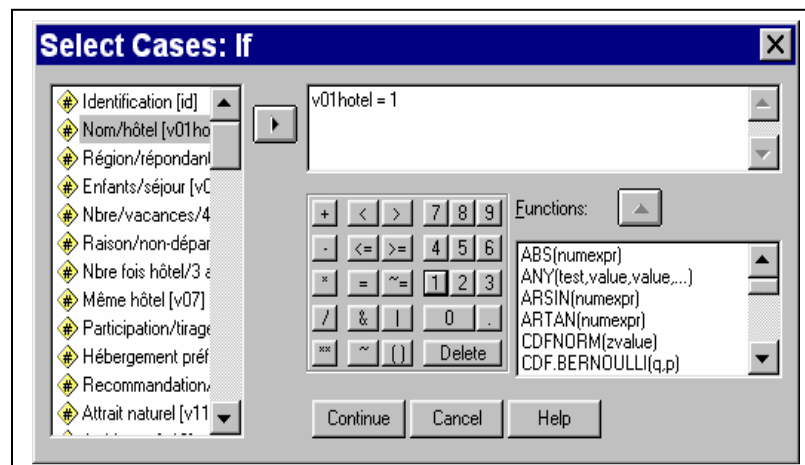 Select Cases: If
Identification [id]
Nom/hôtel [v01ho
Région/répondant
Enfants/séjour [v0
Nbre/vacances/4
Raison/non-dépar
Nbre fois hôtel/3 a
Même hôtel [v07]
Participation/tirage
Hébergement préf
Recommandation/
Attrait naturel [v11
v01hotel = 1
+ < > 7 8 9
- <= >= 4 5 6
* = ~= 1 2 3
/ & | 0 .
** ~ () Delete
Functions:
ABS(numexpr)
ANY(test,value,value,...)
ARSIN(numexpr)
ARTAN(numexpr)
CDFNORM(zvalue)
CDF.BERNOULLI(q,p)
Continue Cancel Help